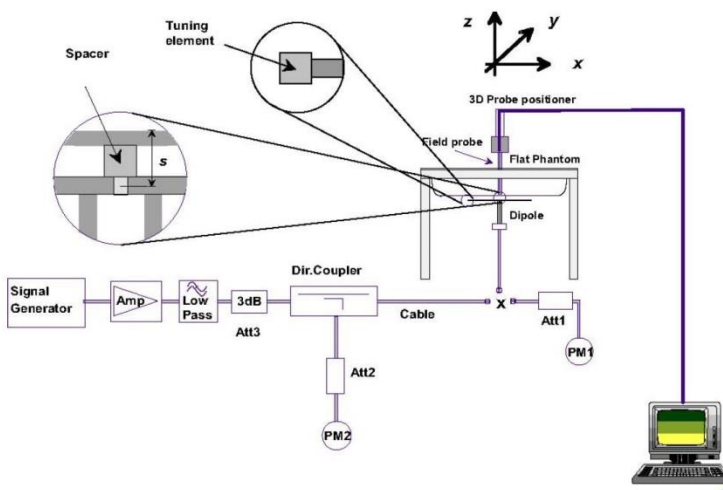 Tuning
element
Spacer
s
z
y
x
3D Probe positioner
Field probe
Flat Phantom
Dipole
Signal
Generator
Amp
Low
Pass
3dB
Att3
Dir.Coupler
Cable
x
Att1
PM1
Att2
PM2